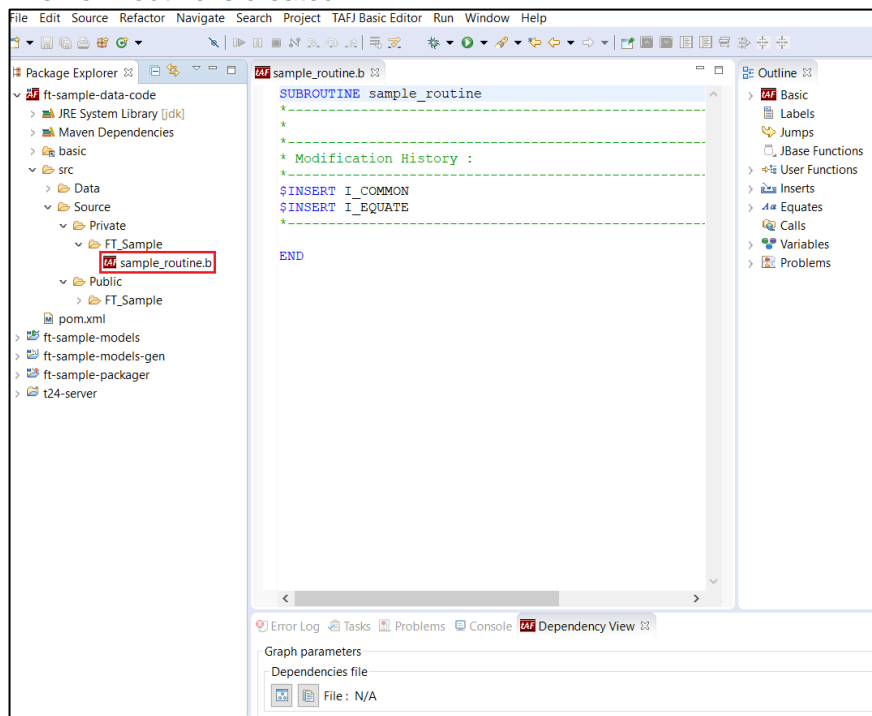 File Edit Source Refactor Navigate Search Project TAFJ Basic Editor Run Window Help
Package Explorer
ft-sample-data-code
JRE System Library [jdk]
Maven Dependencies
basic
src
Data
Source
Private
FT_Sample
sample_routine.b
Public
FT_Sample
pom.xml
ft-sample-models
ft-sample-models-gen
ft-sample-packager
t24-server
sample_routine.b
SUBROUTINE sample_routine
*-----------------------------------------------------
*
*-----------------------------------------------------
* Modification History :
*-----------------------------------------------------
$INSERT I_COMMON
$INSERT I_EQUATE
*-----------------------------------------------------
END
Outline
Basic
Labels
Jumps
JBase Functions
User Functions
Inserts
Equates
Calls
Variables
Problems
Error Log Tasks Problems Console Dependency View
Graph parameters
Dependencies file
File : N/A